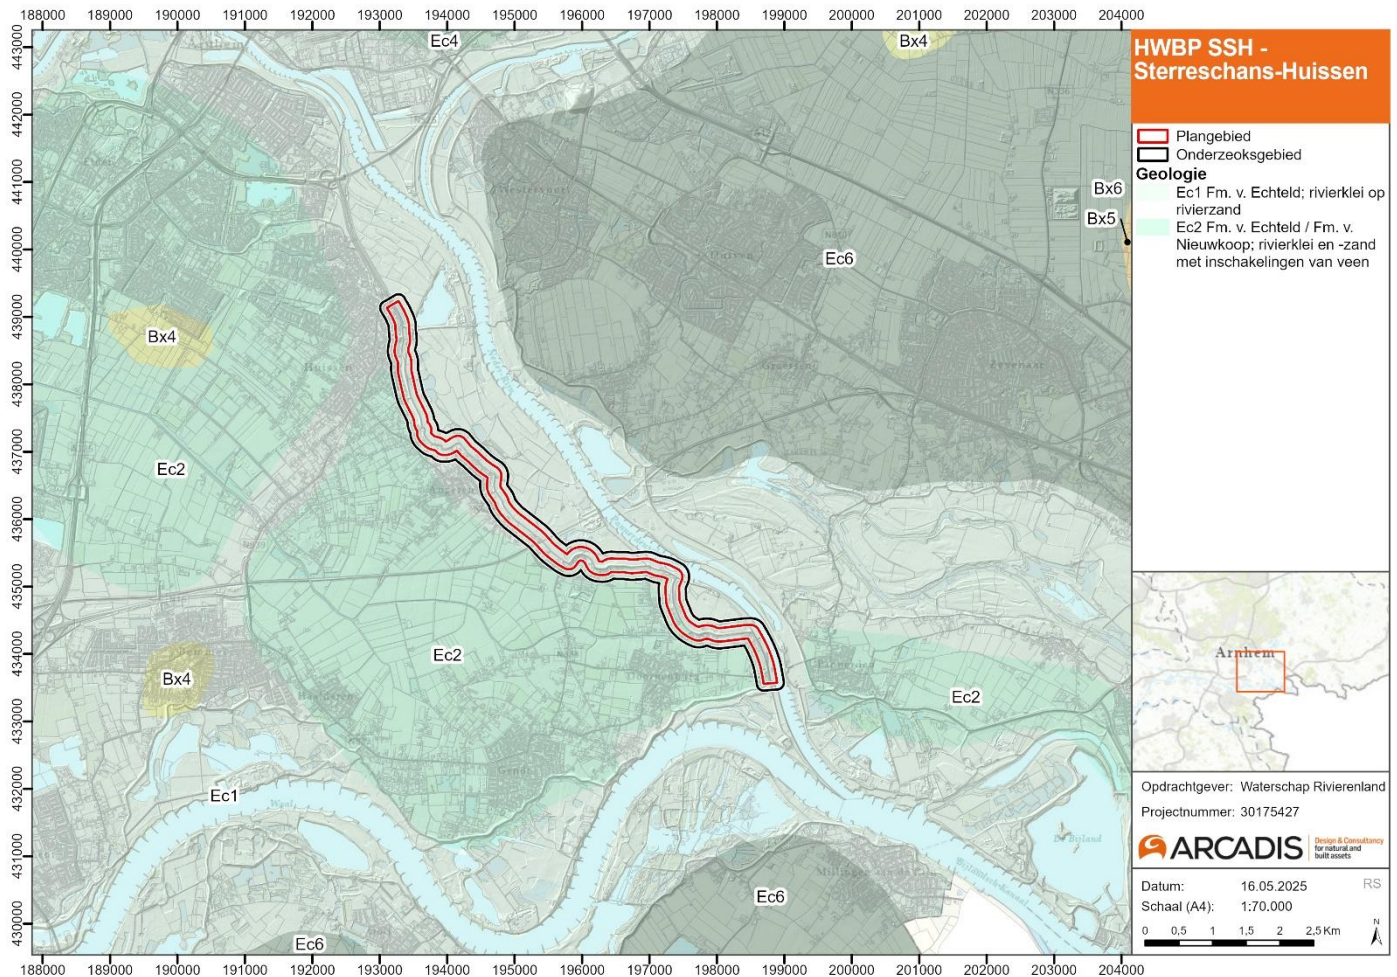 188000 189000 190000 191000 192000 193000 194000 195000 196000 197000 198000 199000 200000 201000 202000 203000 204000
443000
442000
441000
440000
439000
438000
437000
436000
435000
434000
433000
432000
431000
430000
Ec4
Bx4
Bx6
Bx5
Ec6
Bx4
Huissen
Ec2
Ec2
Bx4
Ec2
Ec1
Waal
Gendt
Ec6
Ec6
188000 189000 190000 191000 192000 193000 194000 195000 196000 197000 198000 199000 200000 201000 202000 203000 204000
HWBP SSH -
Sterreschans-Huissen
Plangebied
Onderzeoksgebied
Geologie
Ec1 Fm. v. Echteld; rivierklei op
rivierzand
Ec2 Fm. v. Echteld / Fm. v.
Nieuwkoop; rivierklei en -zand
met inschakelingen van veen
Arnhem
Opdrachtgever: Waterschap Rivierenland
Projectnummer: 30175427
ARCADIS
Design & Consultancy
for natural and
built assets
Datum: 16.05.2025
RS
Schaal (A4): 1:70.000
0 0,5 1 1,5 2 2,5 Km
N